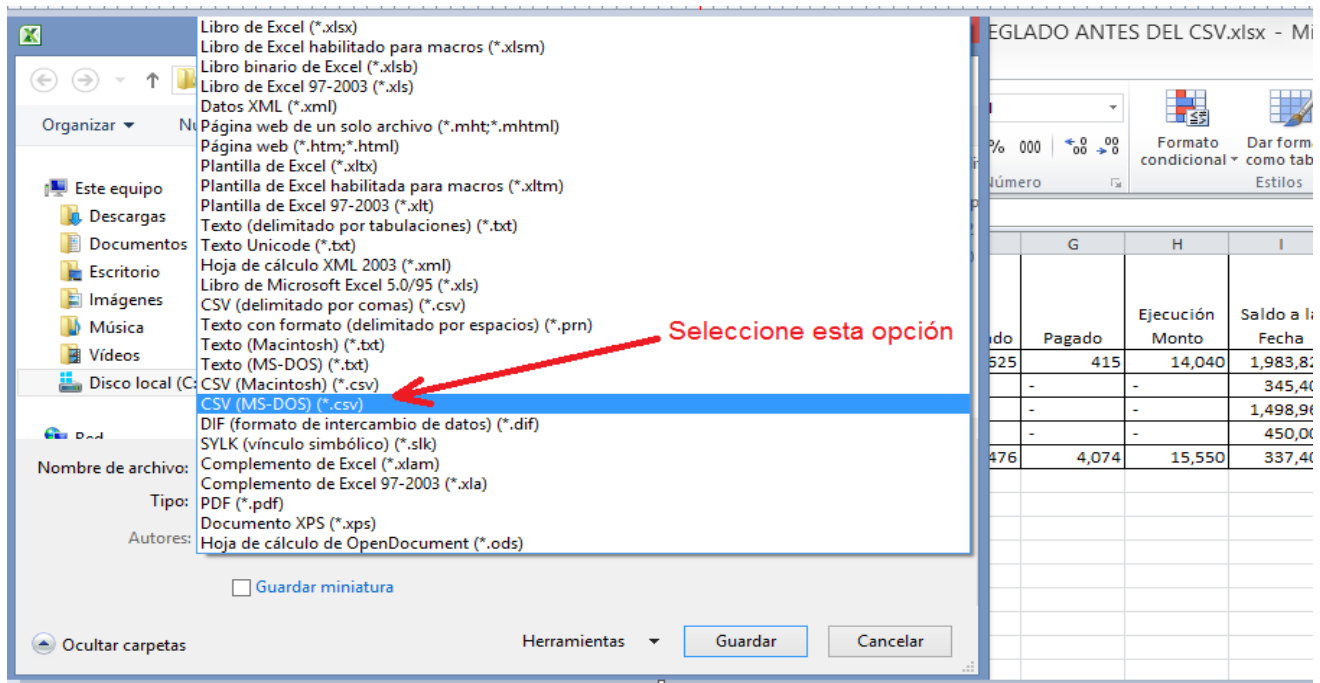 Libro de Excel (*.xlsx)
Libro de Excel habilitado para macros (*.xlsm)
Libro binario de Excel (*.xlsb)
Libro de Excel 97-2003 (*.xls)
Datos XML (*.xml)
Página web de un solo archivo (*.mht;*.mhtml)
Página web (*.htm;*.html)
Plantilla de Excel (*.xltx)
Plantilla de Excel habilitada para macros (*.xltm)
Plantilla de Excel 97-2003 (*.xlt)
Texto (delimitado por tabulaciones) (*.txt)
Texto Unicode (*.txt)
Hoja de cálculo XML 2003 (*.xml)
Libro de Microsoft Excel 5.0/95 (*.xls)
CSV (delimitado por comas) (*.csv)
Texto con formato (delimitado por espacios) (*.prn)
Texto (Macintosh) (*.txt)
Texto (MS-DOS) (*.txt)
CSV (Macintosh) (*.csv)
CSV (MS-DOS) (*.csv)
DIF (formato de intercambio de datos) (*.dif)
SYLK (vínculo simbólico) (*.slk)
Complemento de Excel (*.xlam)
Complemento de Excel 97-2003 (*.xla)
PDF (*.pdf)
Documento XPS (*.xps)
Hoja de cálculo de OpenDocument (*.ods)
Seleccione esta opción
Organizar
Este equipo
Descargas
Documentos
Escritorio
Imágenes
Música
Vídeos
Disco local (C:
Nombre de archivo:
Tipo:
Autores:
Guardar miniatura
Ocultar carpetas
Herramientas
Guardar
Cancelar
EGLADO ANTES DEL CSV.xlsx - Mi
% 000
Formato condicional
Dar form
como tab
Estilos
G H I
Pagado
Ejecución Monto
Saldo a la
Fecha
525 415 14,040 1,983,82
- - 345,40
- - 1,498,96
- - 450,00
476 4,074 15,550 337,40